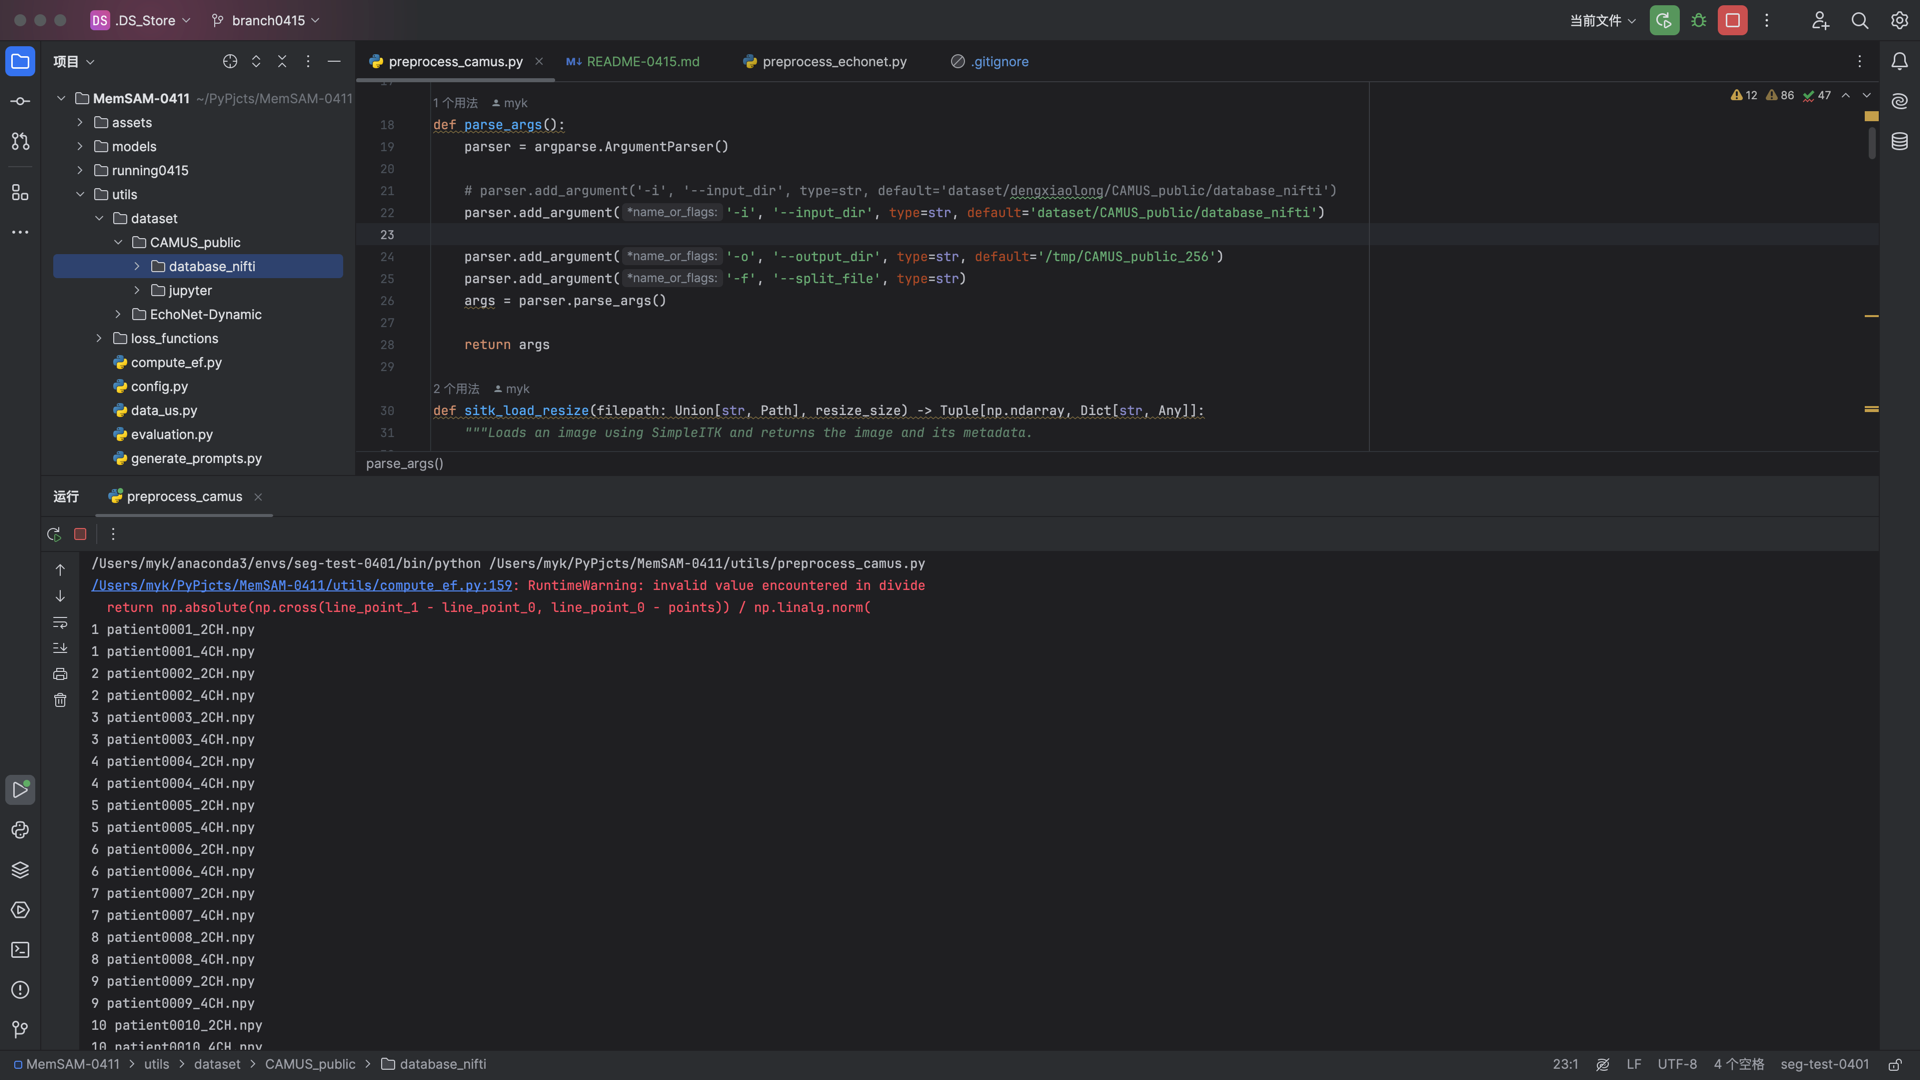 DS .DS_Store branch0415 当前文件
项目
MemSAM-0411 ~/PyPjcts/MemSAM-0411
assets
models
running0415
utils
dataset
CAMUS_public
database_nifti
jupyter
EchoNet-Dynamic
loss_functions
compute_ef.py
config.py
data_us.py
evaluation.py
generate_prompts.py
preprocess_camus.py README-0415.md preprocess_echonet.py .gitignore
12 86 47
1 个用法 myk
18 def parse_args():
19 parser = argparse.ArgumentParser()
20
21 # parser.add_argument('-i', '--input_dir', type=str, default='dataset/dengxiaolong/CAMUS_public/database_nifti')
22 parser.add_argument( *name_or_flags: '-i', '--input_dir', type=str, default='dataset/CAMUS_public/database_nifti')
23
24 parser.add_argument( *name_or_flags: '-o', '--output_dir', type=str, default='/tmp/CAMUS_public_256')
25 parser.add_argument( *name_or_flags: '-f', '--split_file', type=str)
26 args = parser.parse_args()
27
28 return args
29
2 个用法 myk
30 def sitk_load_resize(filepath: Union[str, Path], resize_size) -> Tuple[np.ndarray, Dict[str, Any]]:
31 """Loads an image using SimpleITK and returns the image and its metadata.
parse_args()
运行 preprocess_camus
/Users/myk/anaconda3/envs/seg-test-0401/bin/python /Users/myk/PyPjcts/MemSAM-0411/utils/preprocess_camus.py
/Users/myk/PyPjcts/MemSAM-0411/utils/compute_ef.py:159: RuntimeWarning: invalid value encountered in divide
return np.absolute(np.cross(line_point_1 - line_point_0, line_point_0 - points)) / np.linalg.norm(
1 patient0001_2CH.npy
1 patient0001_4CH.npy
2 patient0002_2CH.npy
2 patient0002_4CH.npy
3 patient0003_2CH.npy
3 patient0003_4CH.npy
4 patient0004_2CH.npy
4 patient0004_4CH.npy
5 patient0005_2CH.npy
5 patient0005_4CH.npy
6 patient0006_2CH.npy
6 patient0006_4CH.npy
7 patient0007_2CH.npy
7 patient0007_4CH.npy
8 patient0008_2CH.npy
8 patient0008_4CH.npy
9 patient0009_2CH.npy
9 patient0009_4CH.npy
10 patient0010_2CH.npy
10 patient0010_4CH.npy
MemSAM-0411 > utils > dataset > CAMUS_public > database_nifti 23:1 LF UTF-8 4 个空格 seg-test-0401